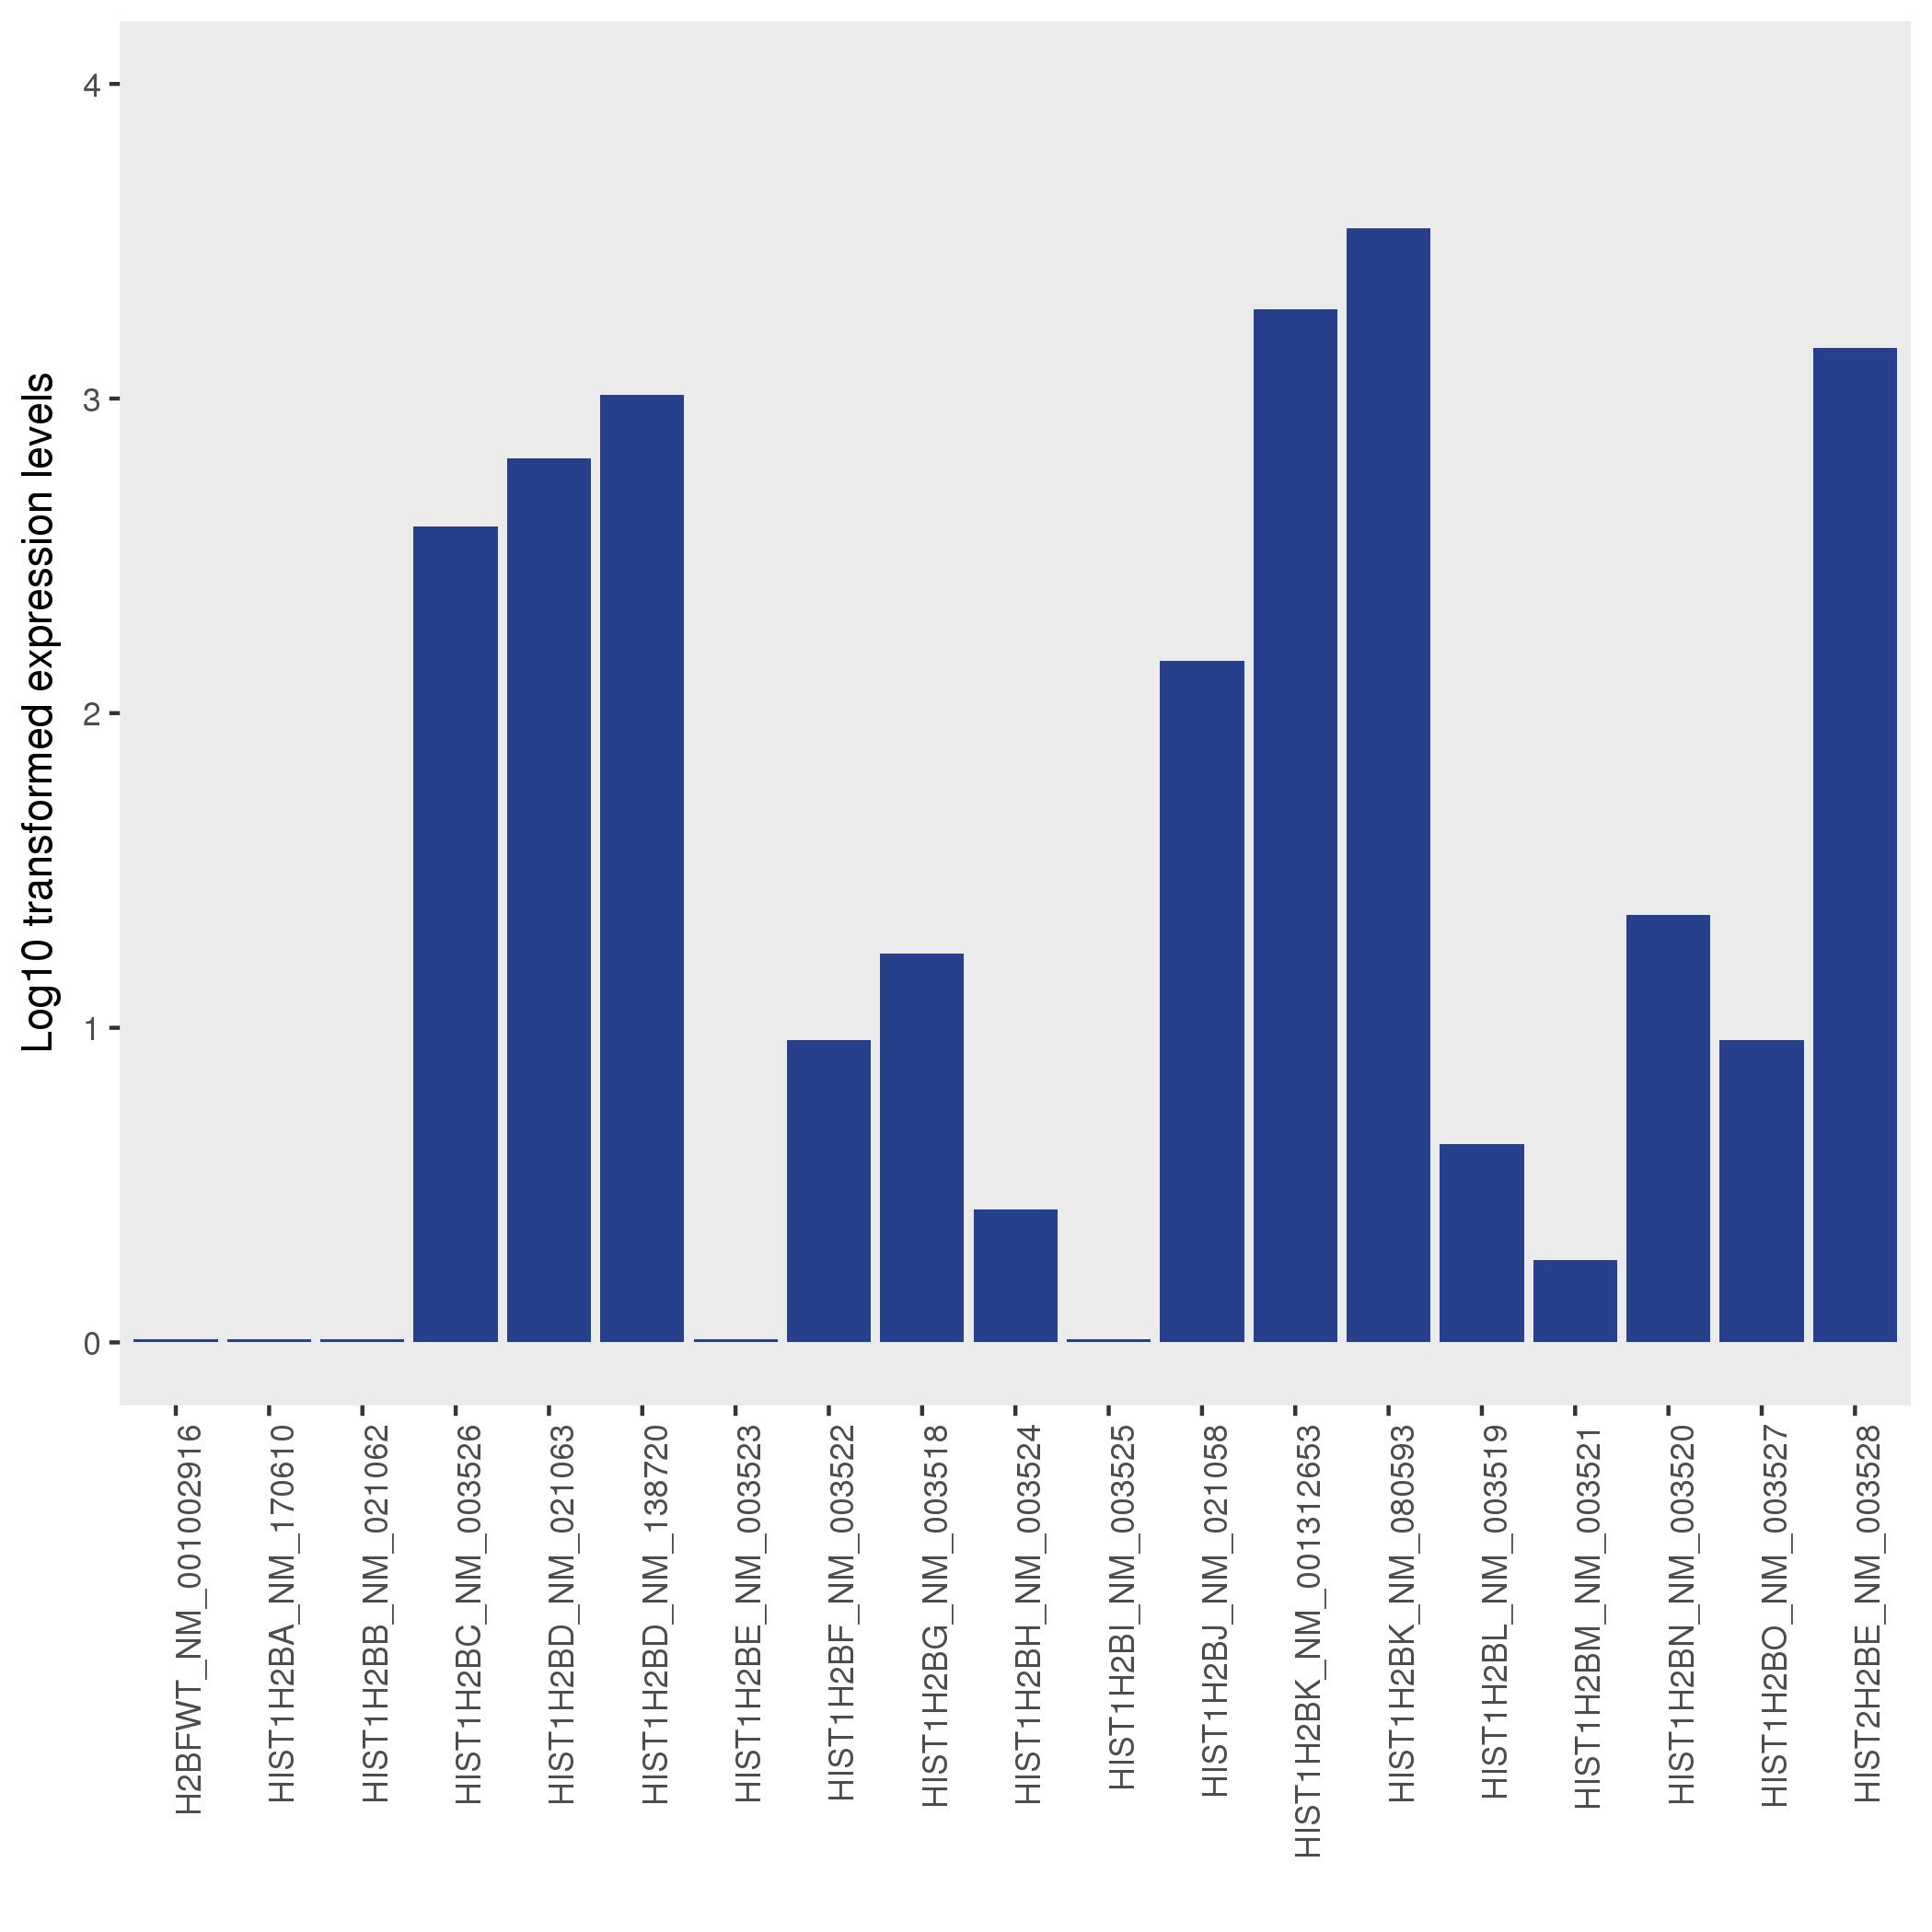 Log10 transformed expression levels
4
3
2
1
0
H2BFWT_NM_001002916
HIST1H2BA_NM_170610
HIST1H2BB_NM_021062
HIST1H2BC_NM_003526
HIST1H2BD_NM_021063
HIST1H2BD_NM_138720
HIST1H2BE_NM_003523
HIST1H2BF_NM_003522
HIST1H2BG_NM_003518
HIST1H2BH_NM_003524
HIST1H2BI_NM_003525
HIST1H2BJ_NM_021058
HIST1H2BK_NM_001312653
HIST1H2BK_NM_080593
HIST1H2BL_NM_003519
HIST1H2BM_NM_003521
HIST1H2BN_NM_003520
HIST1H2BO_NM_003527
HIST2H2BE_NM_003528